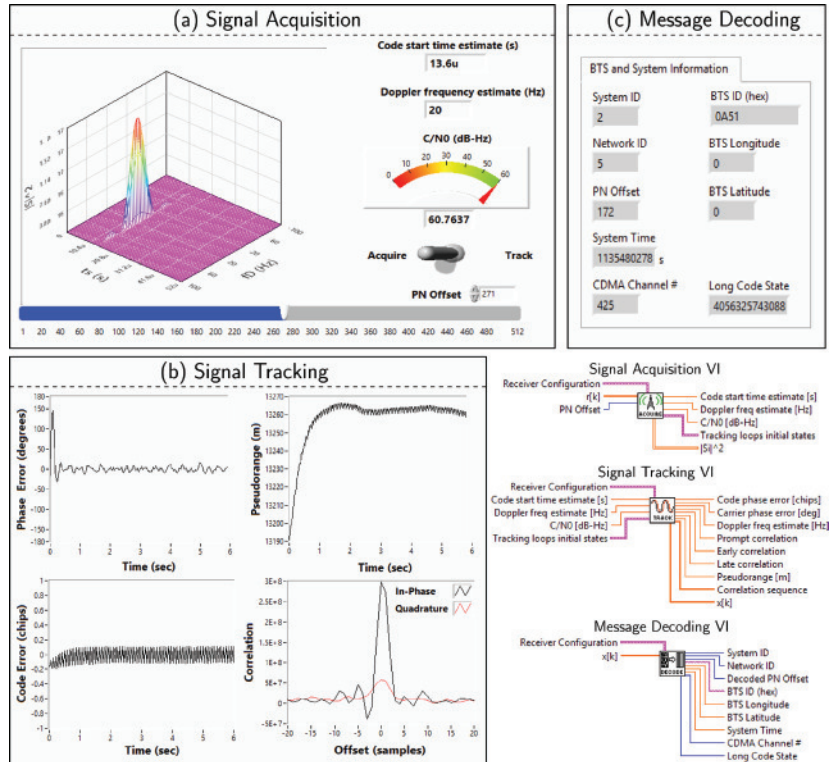 (a) Signal Acquisition
Code start time estimate (s)
13.6u
Doppler frequency estimate (Hz)
20
C/N0 (dB-Hz)
0 10 20 30 40 50 60
60.7637
Acquire Track
PN Offset 271
|Si|^2
ts [s]
fD (Hz)
1 20 40 60 80 100 120 140 160 180 200 220 240 260 280 300 320 340 360 380 400 420 440 460 480 512
(c) Message Decoding
BTS and System Information
System ID BTS ID (hex)
2 0A51
Network ID BTS Longitude
5 0
PN Offset BTS Latitude
172 0
System Time
1135480278 s
CDMA Channel # Long Code State
425 4056325743088
(b) Signal Tracking
Phase Error (degrees)
180
150
100
50
0
-50
-100
-150
-180
0 1 2 3 4 5 6
Time (sec)
Pseudorange (m)
13270
13260
13250
13240
13230
13220
13210
13200
13190
0 1 2 3 4 5 6
Time (sec)
Code Error (chips)
1
0.8
0.6
0.4
0.2
0
-0.2
-0.4
-0.6
-0.8
-1
0 1 2 3 4 5 6
Time (sec)
Correlation
3E+8
2.5E+8
2E+8
1.5E+8
1E+8
5E+7
0
-5E+7
In-Phase
Quadrature
-20 -15 -10 -5 0 5 10 15 20
Offset (samples)
Signal Acquisition VI
Receiver Configuration
r[k]
PN Offset
ACQUIRE
Code start time estimate [s]
Doppler freq estimate [Hz]
C/N0 [dB-Hz]
Tracking loops initial states
|Si|^2
Signal Tracking VI
Receiver Configuration
Code start time estimate [s]
Doppler freq estimate [Hz]
C/N0 [dB-Hz]
Tracking loops initial states
TRACK
Code phase error [chips]
Carrier phase error [deg]
Doppler freq estimate [Hz]
Prompt correlation
Early correlation
Late correlation
Pseudorange [m]
Correlation sequence
x[k]
Message Decoding VI
Receiver Configuration
x[k]
DECODE
System ID
Network ID
Decoded PN Offset
BTS ID (hex)
BTS Longitude
BTS Latitude
System Time
CDMA Channel #
Long Code State